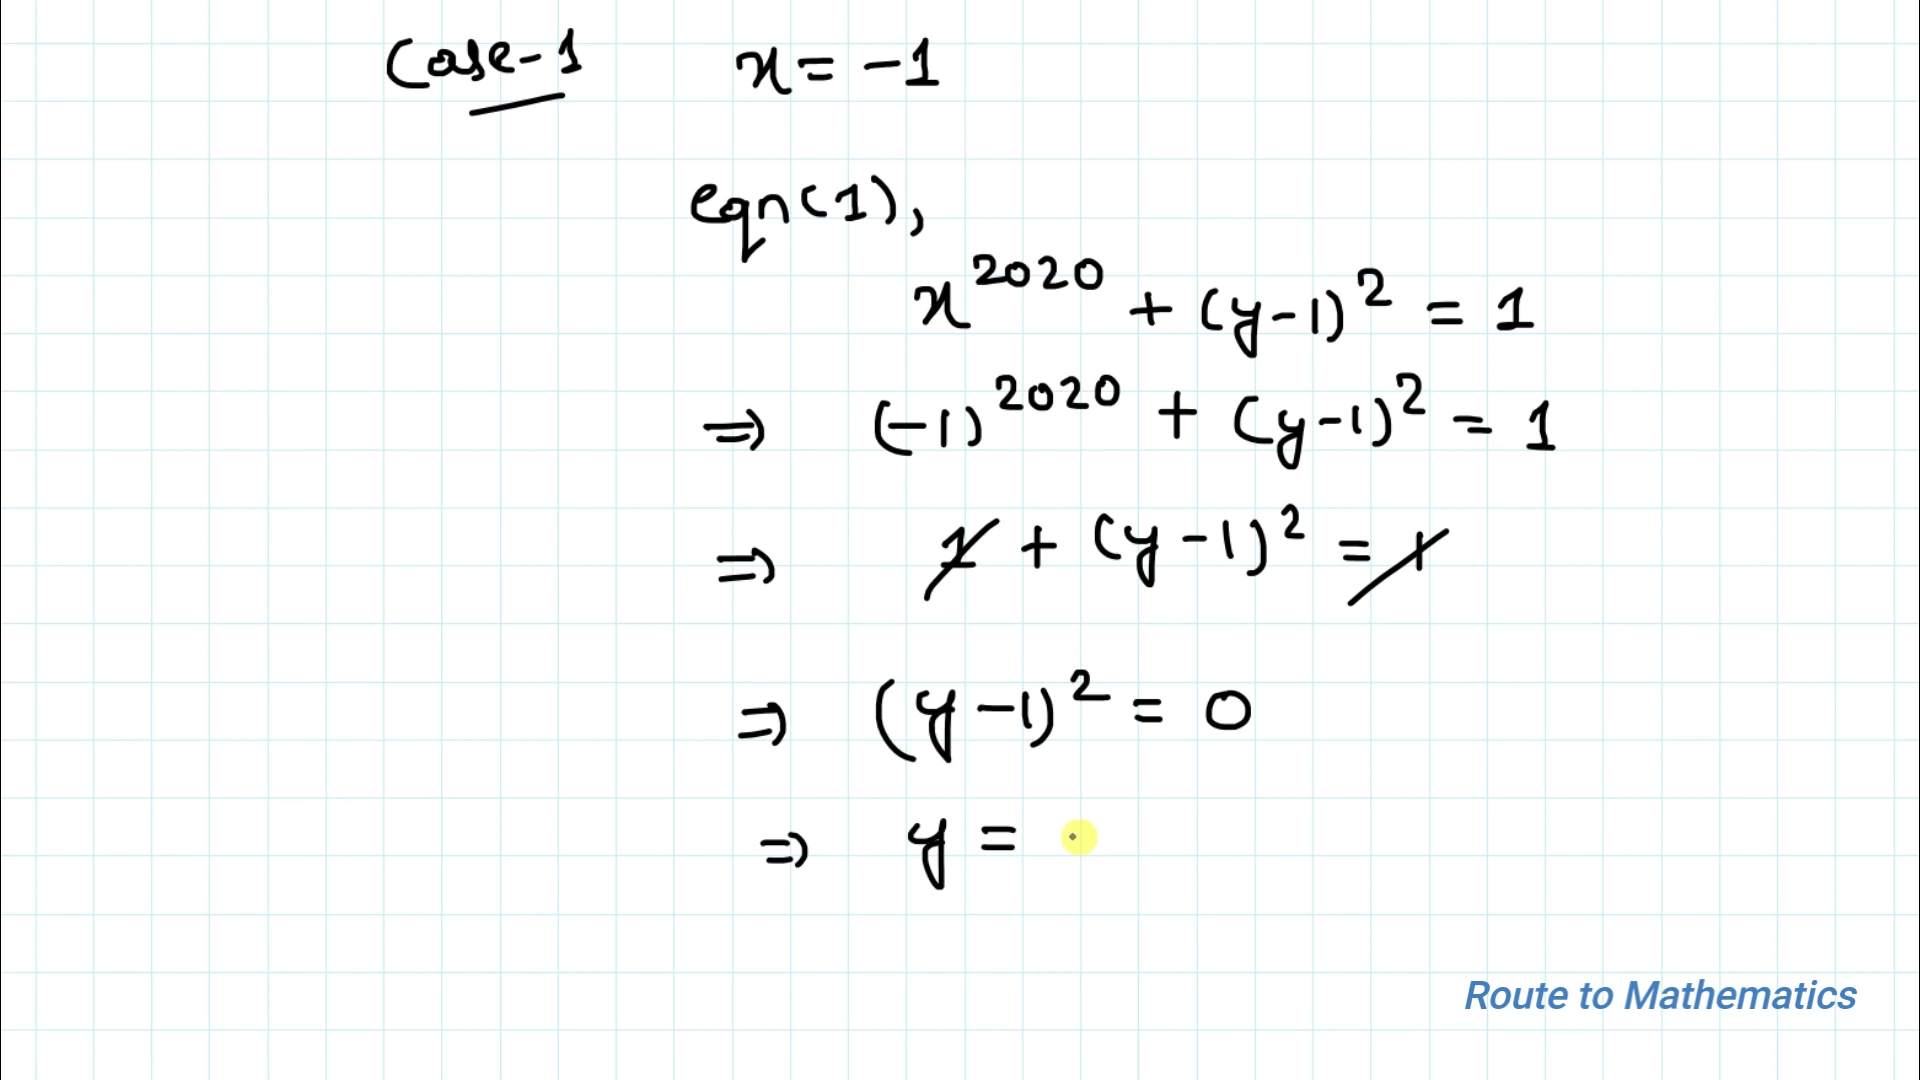 Case-1 x = -1
eqn(1),
x^2020 + (y-1)^2 = 1
⇒ (-1)^2020 + (y-1)^2 = 1
⇒ 1 + (y-1)^2 = 1
⇒ (y-1)^2 = 0
⇒ y =
Route to Mathematics